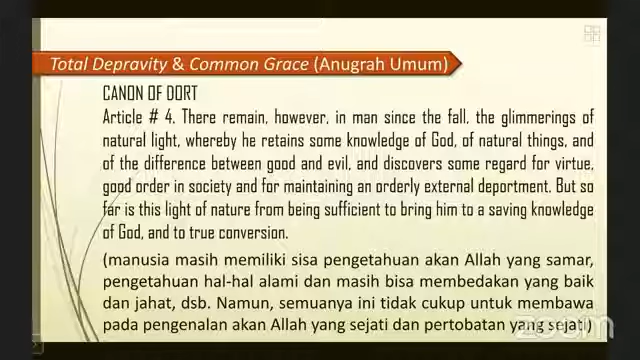 Total Depravity & Common Grace (Anugrah Umum)
CANON OF DORT
Article # 4. There remain, however, in man since the fall, the glimmerings of
natural light, whereby he retains some knowledge of God, of natural things, and
of the difference between good and evil, and discovers some regard for virtue,
good order in society and for maintaining an orderly external deportment. But so
far is this light of nature from being sufficient to bring him to a saving knowledge
of God, and to true conversion.
(manusia masih memiliki sisa pengetahuan akan Allah yang samar,
pengetahuan hal-hal alami dan masih bisa membedakan yang baik
dan jahat, dsb. Namun, semuanya ini tidak cukup untuk membawa
pada pengenalan akan Allah yang sejati dan pertobatan yang sejati)
zoom